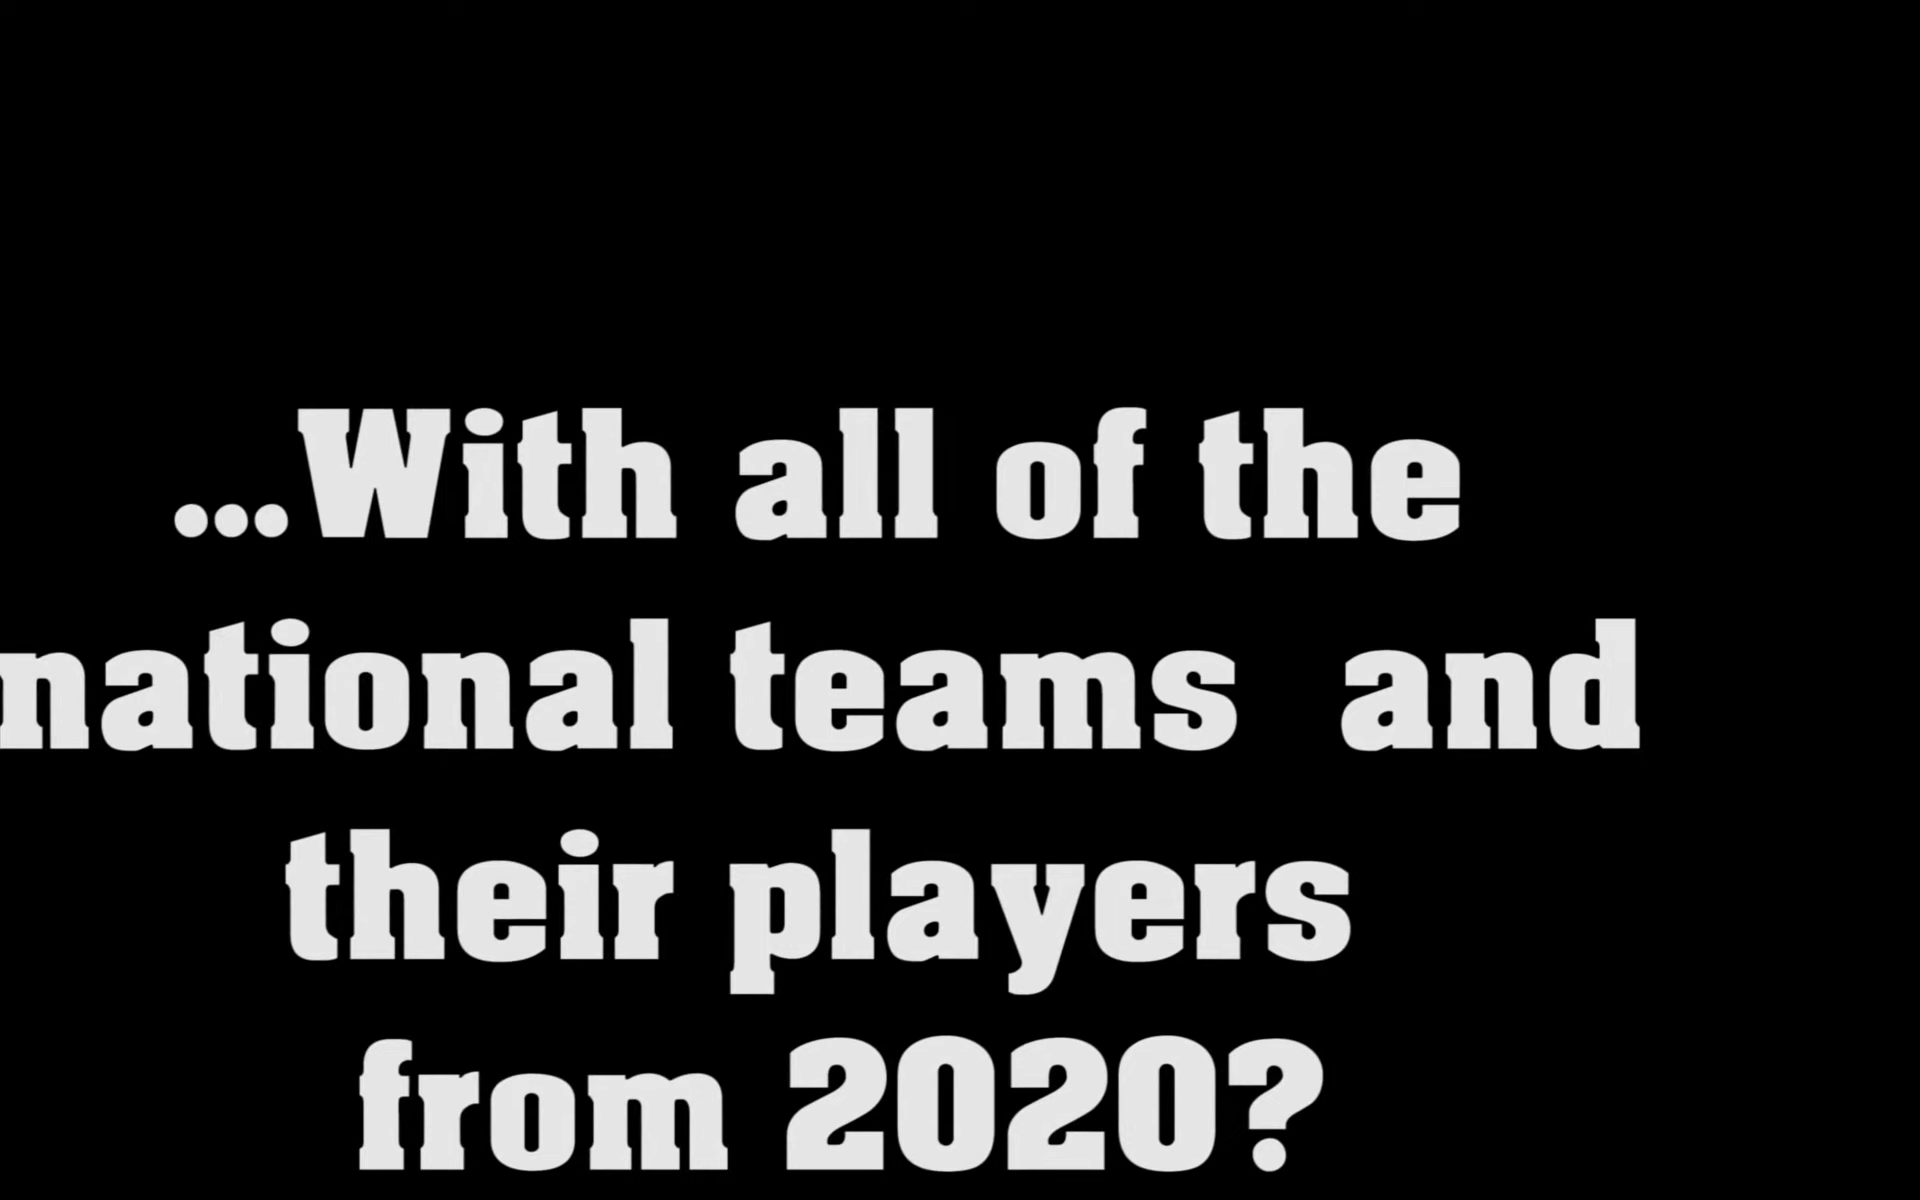 ...With all of the
national teams  and
their players
from 2020?